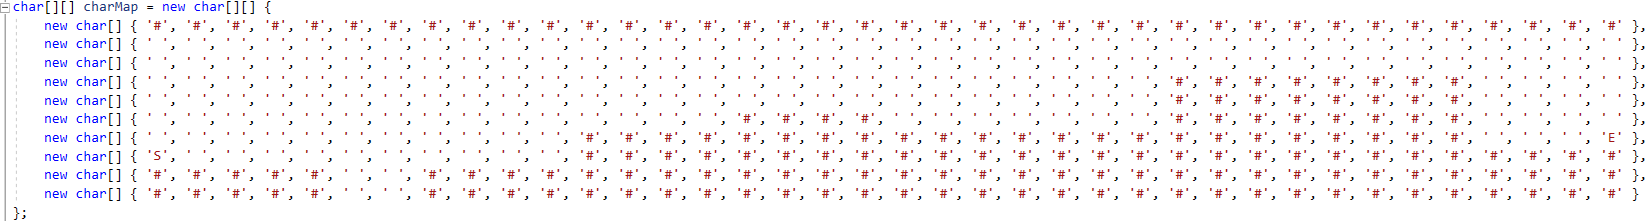 char[][] charMap = new char[][] {
new char[] { '#', '#', '#', '#', '#', '#', '#', '#', '#', '#', '#', '#', '#', '#', '#', '#', '#', '#', '#', '#', '#', '#', '#', '#', '#', '#', '#', '#', '#', '#', '#', '#', '#', '#', '#', '#', '#', '#' },
new char[] { ' ', ' ', ' ', ' ', ' ', ' ', ' ', ' ', ' ', ' ', ' ', ' ', ' ', ' ', ' ', ' ', ' ', ' ', ' ', ' ', ' ', ' ', ' ', ' ', ' ', ' ', ' ', ' ', ' ', ' ', ' ', ' ', ' ', ' ', ' ', ' ', ' ', ' ' },
new char[] { ' ', ' ', ' ', ' ', ' ', ' ', ' ', ' ', ' ', ' ', ' ', ' ', ' ', ' ', ' ', ' ', ' ', ' ', ' ', ' ', ' ', ' ', ' ', ' ', ' ', ' ', ' ', ' ', ' ', ' ', ' ', ' ', ' ', ' ', ' ', ' ', ' ', ' ' },
new char[] { ' ', ' ', ' ', ' ', ' ', ' ', ' ', ' ', ' ', ' ', ' ', ' ', ' ', ' ', ' ', ' ', ' ', ' ', ' ', ' ', ' ', ' ', ' ', ' ', ' ', ' ', '#', '#', '#', '#', '#', '#', '#', '#', ' ', ' ', ' ', ' ' },
new char[] { ' ', ' ', ' ', ' ', ' ', ' ', ' ', ' ', ' ', ' ', ' ', ' ', ' ', ' ', ' ', ' ', ' ', ' ', ' ', ' ', ' ', ' ', ' ', ' ', ' ', ' ', '#', '#', '#', '#', '#', '#', '#', '#', ' ', ' ', ' ', ' ' },
new char[] { ' ', ' ', ' ', ' ', ' ', ' ', ' ', ' ', ' ', ' ', ' ', ' ', ' ', ' ', ' ', '#', '#', '#', '#', ' ', ' ', ' ', ' ', ' ', ' ', ' ', '#', '#', '#', '#', '#', '#', '#', '#', ' ', ' ', ' ', ' ' },
new char[] { ' ', ' ', ' ', ' ', ' ', ' ', ' ', ' ', ' ', ' ', ' ', '#', '#', '#', '#', '#', '#', '#', '#', '#', '#', '#', '#', '#', '#', '#', '#', '#', '#', '#', '#', '#', '#', '#', ' ', ' ', ' ', 'E' },
new char[] { 'S', ' ', ' ', ' ', ' ', ' ', ' ', ' ', ' ', ' ', ' ', '#', '#', '#', '#', '#', '#', '#', '#', '#', '#', '#', '#', '#', '#', '#', '#', '#', '#', '#', '#', '#', '#', '#', '#', '#', '#', '#' },
new char[] { '#', '#', '#', '#', '#', ' ', ' ', '#', '#', '#', '#', '#', '#', '#', '#', '#', '#', '#', '#', '#', '#', '#', '#', '#', '#', '#', '#', '#', '#', '#', '#', '#', '#', '#', '#', '#', '#', '#' },
new char[] { '#', '#', '#', '#', '#', ' ', ' ', '#', '#', '#', '#', '#', '#', '#', '#', '#', '#', '#', '#', '#', '#', '#', '#', '#', '#', '#', '#', '#', '#', '#', '#', '#', '#', '#', '#', '#', '#', '#' }
};